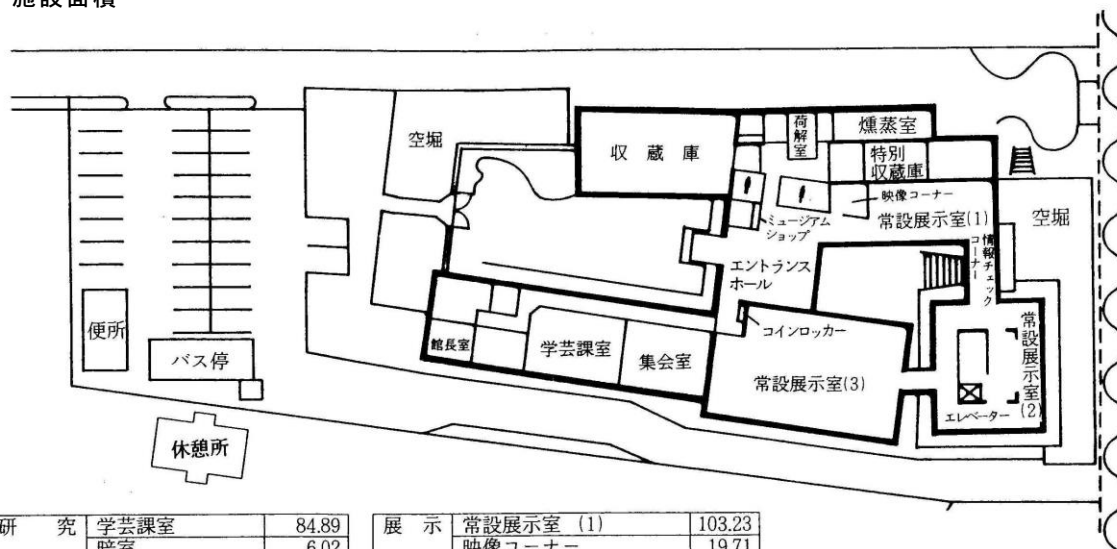 施設面積
空堀
収蔵庫
荷解室
燻蒸室
特別
収蔵庫
映像コーナー
常設展示室(1)
ミュージアム
ショップ
空堀
情報チェック
コーナー
エントランス
ホール
コインロッカー
便所
バス停
館長室
学芸課室
集会室
常設展示室(3)
常設展示室(2)
エレベーター
休憩所
研究 学芸課室 84.89
暗室 6.02
展示 常設展示室 (1) 103.23
映像コーナー 19.71